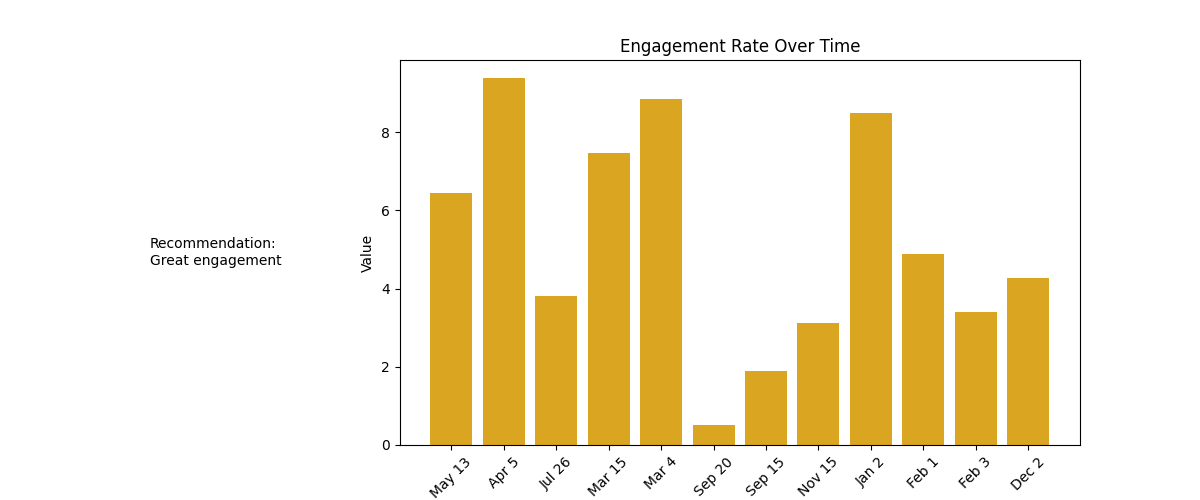 Engagement Rate Over Time
Recommendation:
Great engagement
Value
8
6
4
2
0
May 13
Apr 5
Jul 26
Mar 15
Mar 4
Sep 20
Sep 15
Nov 15
Jan 2
Feb 1
Feb 3
Dec 2